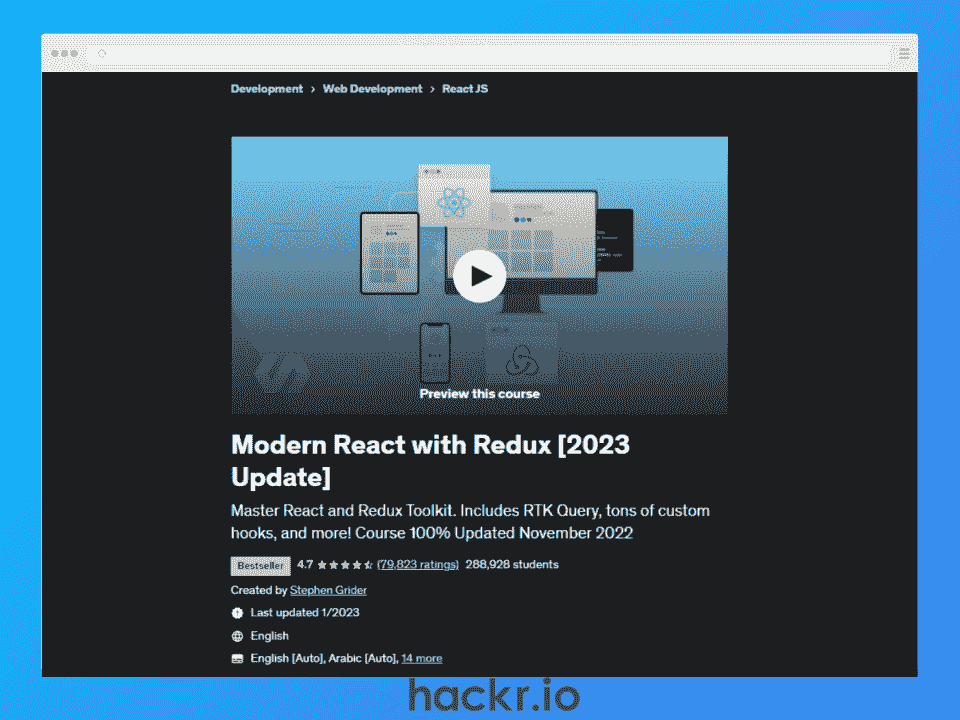 Development > Web Development > React JS
Preview this course
Modern React with Redux [2023
Update]
Master React and Redux Toolkit. Includes RTK Query, tons of custom
hooks, and more! Course 100% Updated November 2022
Bestseller 4.7 (79,823 ratings) 288,928 students
Created by Stephen Grider
Last updated 1/2023
English
English [Auto], Arabic [Auto], 14 more
hackr.io